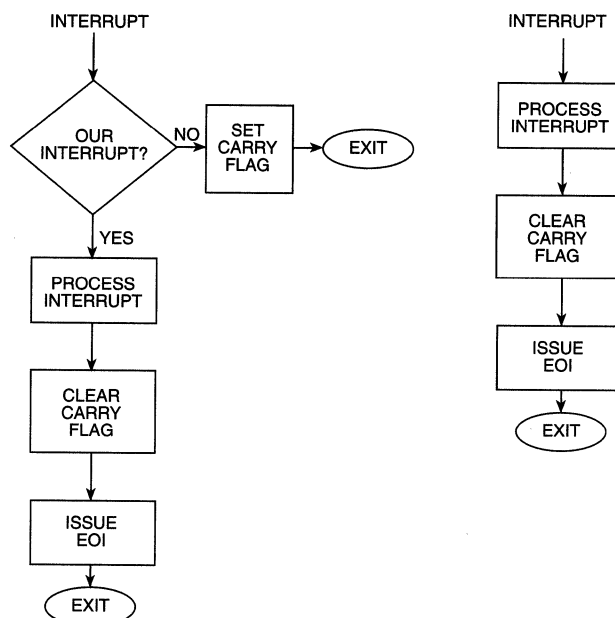 INTERRUPT
OUR
INTERRUPT?
NO
SET
CARRY
FLAG
EXIT
YES
PROCESS
INTERRUPT
CLEAR
CARRY
FLAG
ISSUE
EOI
EXIT
INTERRUPT
PROCESS
INTERRUPT
CLEAR
CARRY
FLAG
ISSUE
EOI
EXIT